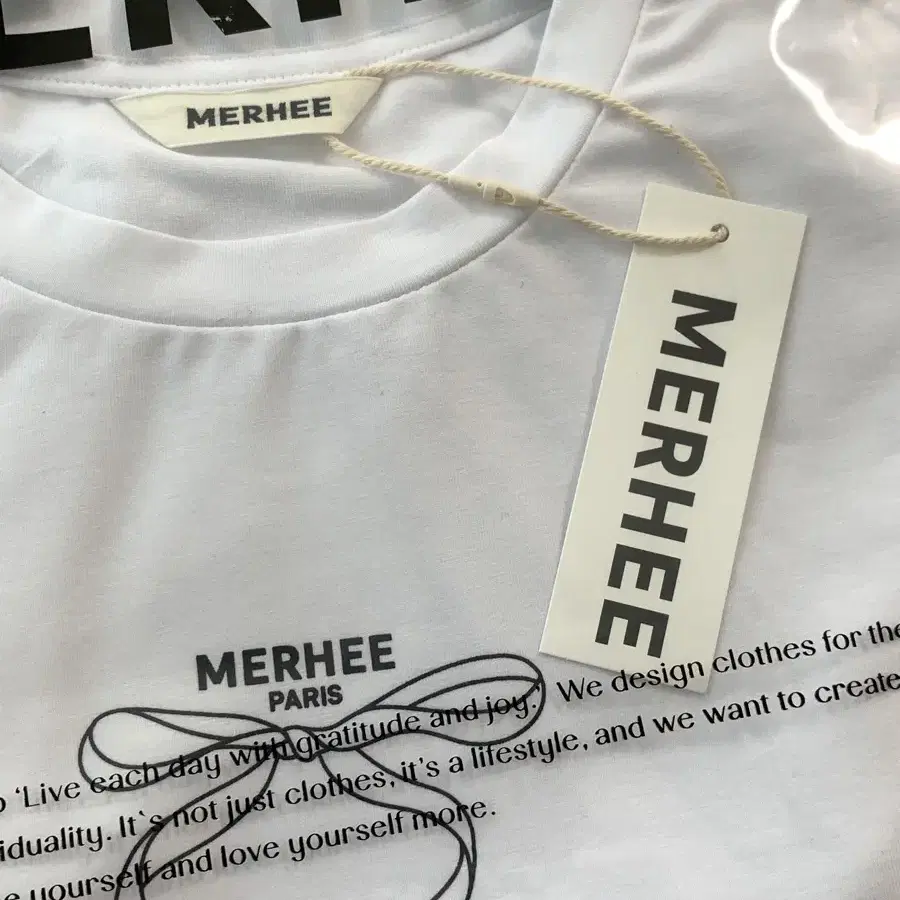 MERHEE
MERHEE
MERHEE
PARIS
'Live each day with gratitude and joy.' We design clothes for the
It`s not just clothes, it's a lifestyle, and we want to create
yourself and love yourself more.